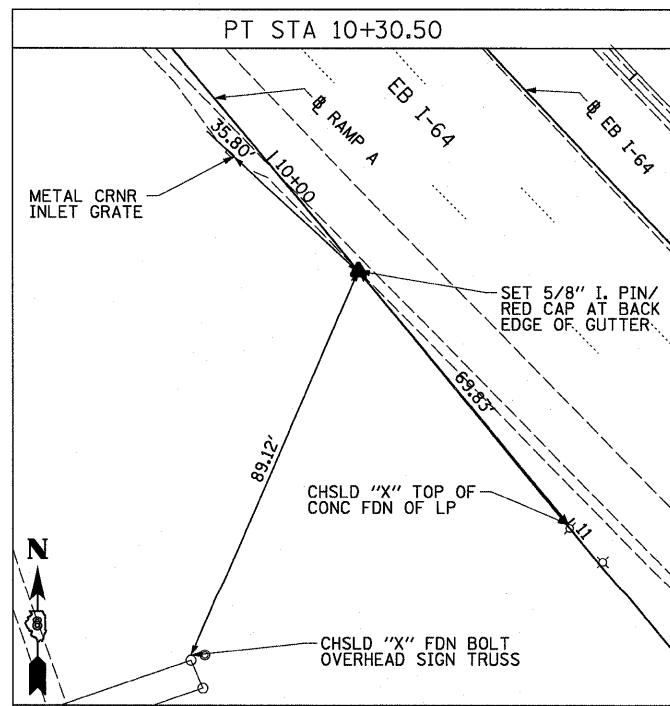 PT STA 10+30.50
EB I-64
℄ EB I-64
℄ RAMP A
35.80'
10+00
METAL CRNR
INLET GRATE
SET 5/8" I. PIN/
RED CAP AT BACK
EDGE OF GUTTER
69.83'
89.12'
CHSLD "X" TOP OF
CONC FDN OF LP
11
N
8
CHSLD "X" FDN BOLT
OVERHEAD SIGN TRUSS